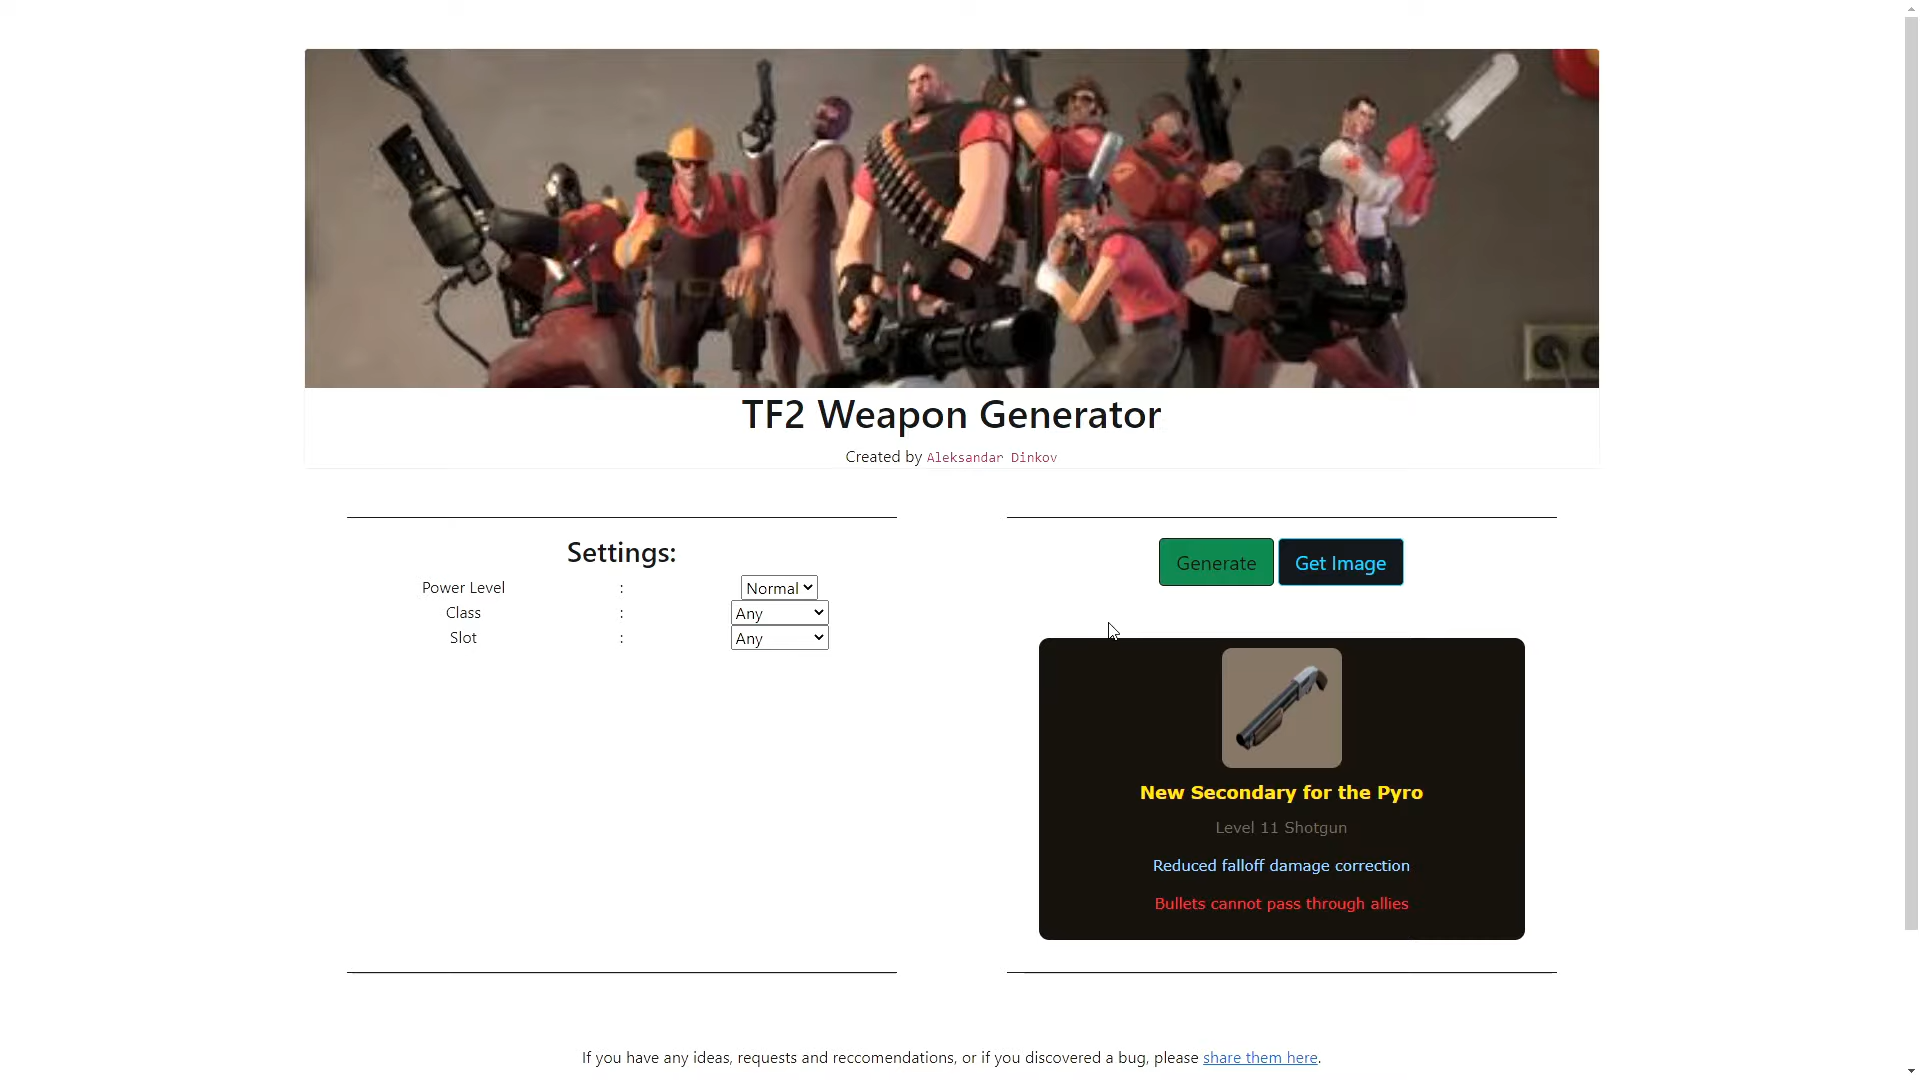 TF2 Weapon Generator
Created by Aleksandar Dinkov
Settings:
Power Level : Normal
Class : Any
Slot : Any
Generate Get Image
New Secondary for the Pyro
Level 11 Shotgun
Reduced falloff damage correction
Bullets cannot pass through allies
If you have any ideas, requests and reccomendations, or if you discovered a bug, please share them here.